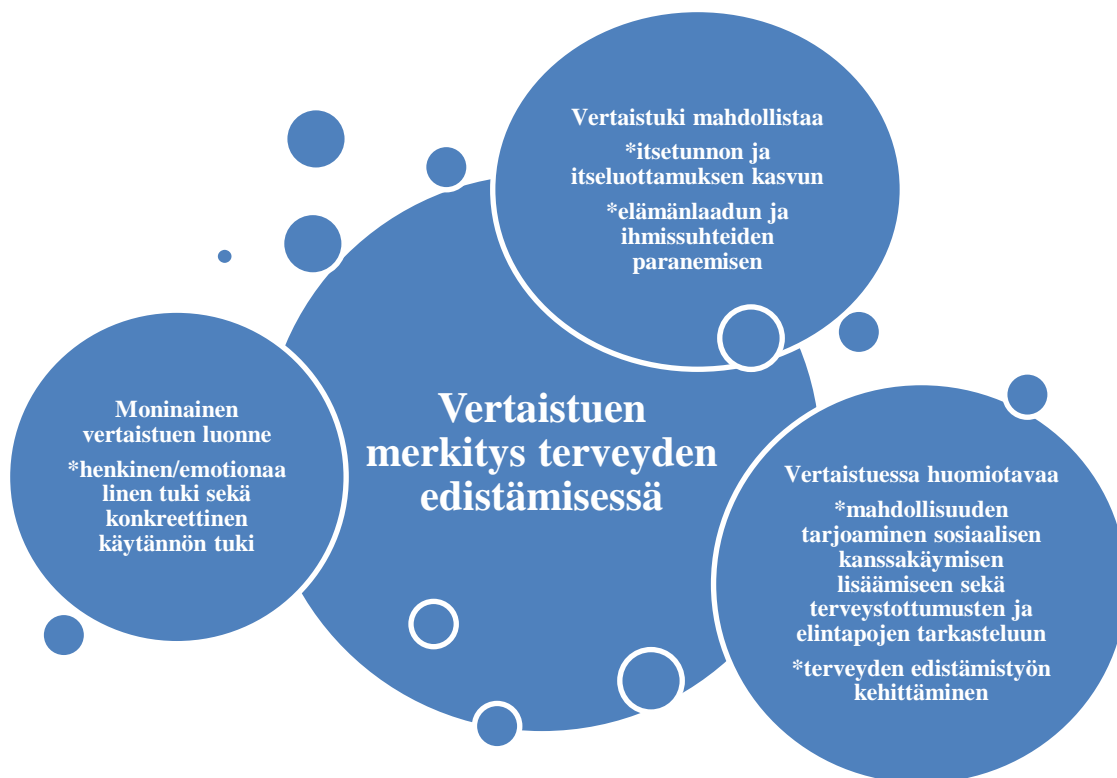 Vertaistuki mahdollistaa
*itsetunnon ja
itseluottamuksen kasvun
*elämänlaadun ja
ihmissuhteiden
paranemisen
Moninainen
vertaistuen luonne
*henkinen/emotionaa
linen tuki sekä
konkreettinen
käytännön tuki
Vertaistuen
merkitys terveyden
edistämisessä
Vertaistuessa huomiotavaa
*mahdollisuuden
tarjoaminen sosiaalisen
kanssakäymisen
lisäämiseen sekä
terveystottumusten ja
elintapojen tarkasteluun
*terveyden edistämistyön
kehittäminen